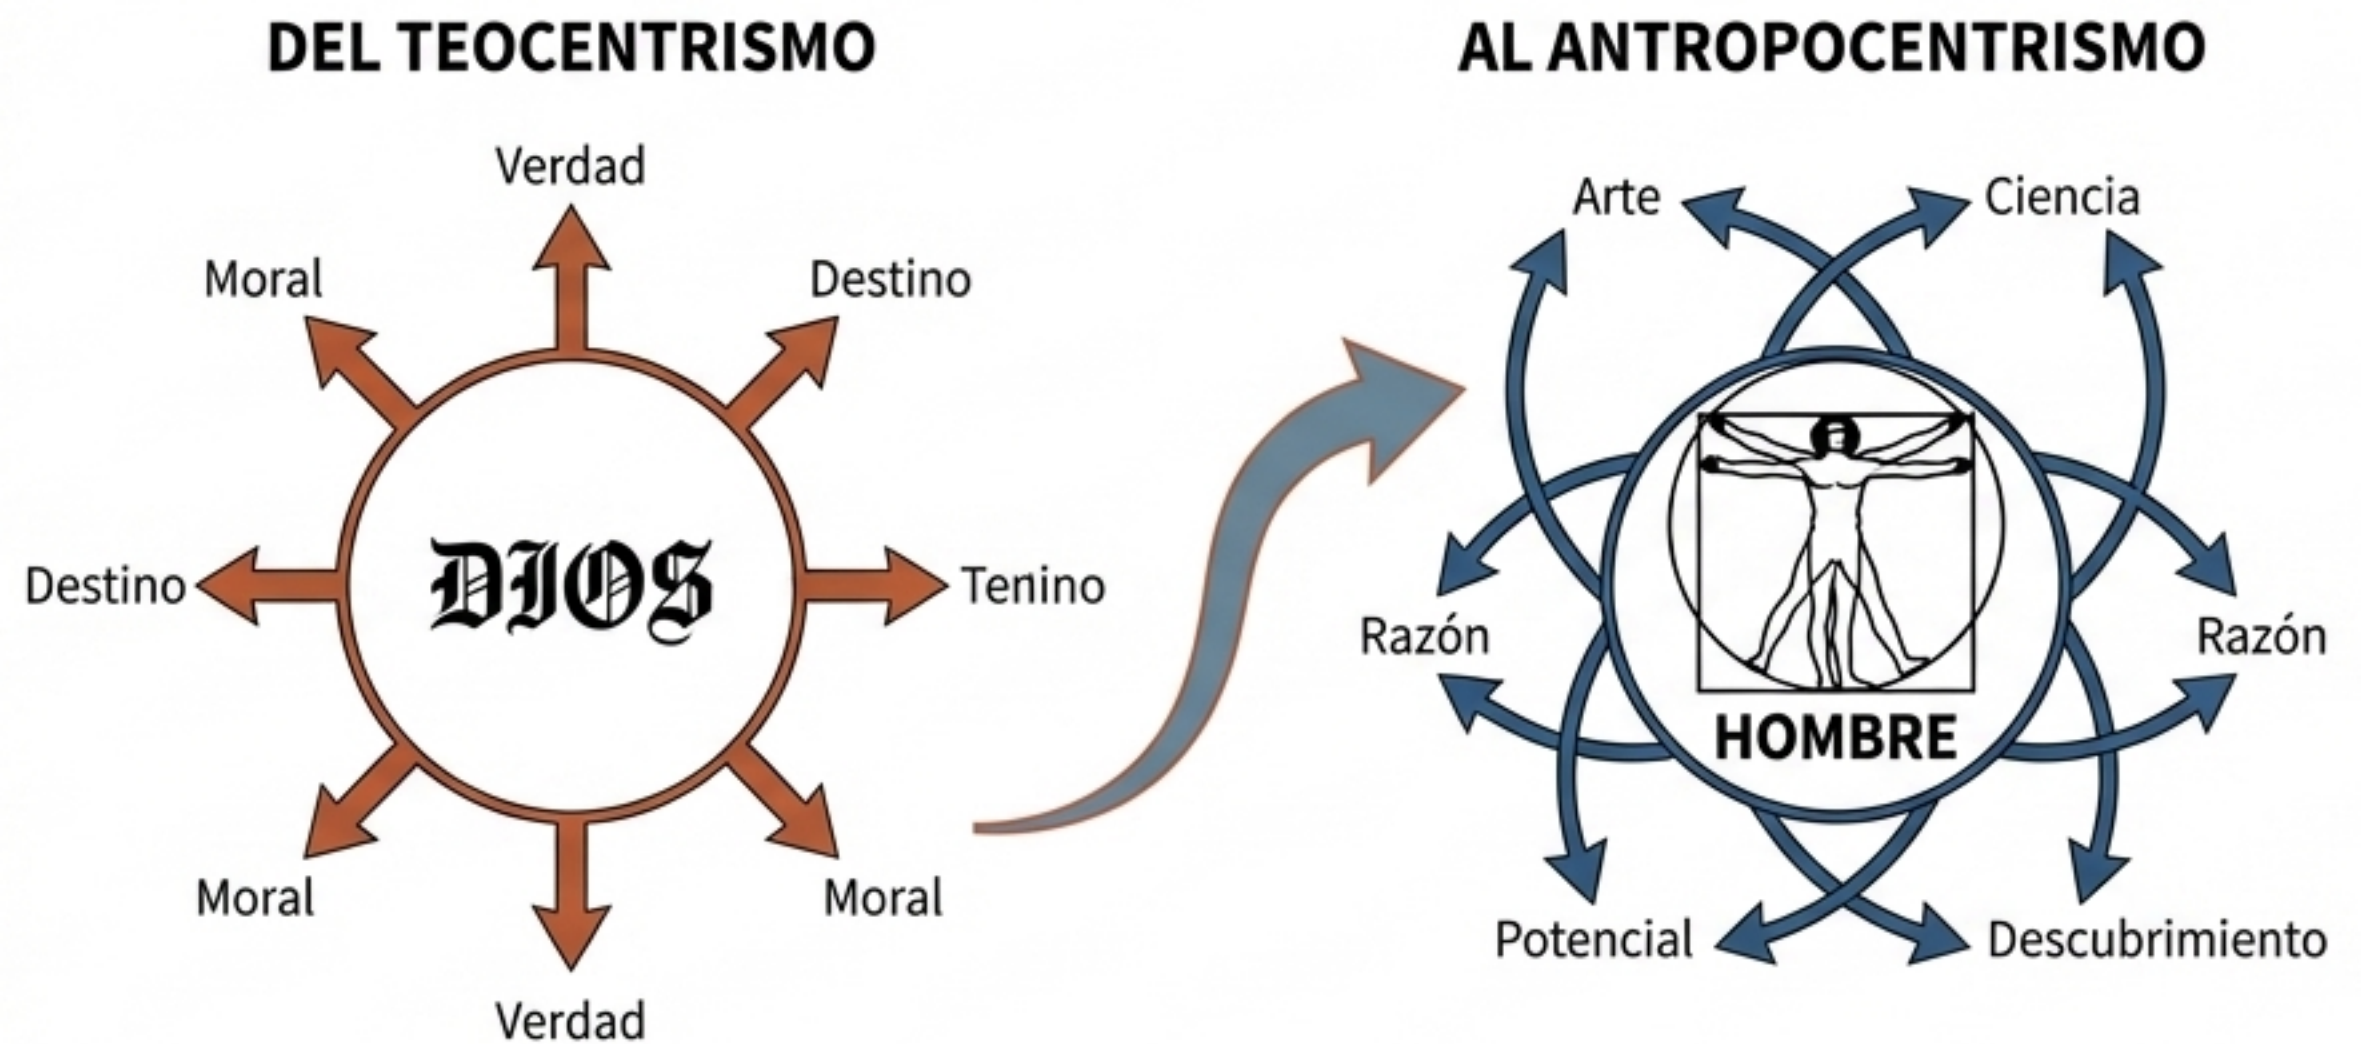 DEL TEOCENTRISMO
Verdad
Moral
Destino
Destino
DIOS
Tenino
Moral
Moral
Verdad
AL ANTROPOCENTRISMO
Arte
Ciencia
Razón
Razón
HOMBRE
Potencial
Descubrimiento